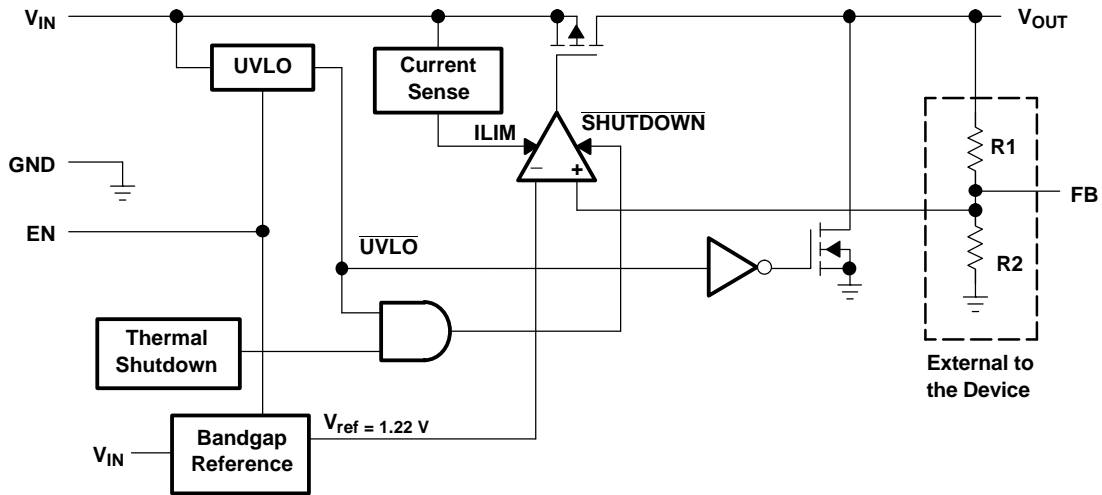 VIN
VOUT
UVLO
Current
Sense
SHUTDOWN
ILIM
R1
GND
− +
FB
EN
UVLO
R2
Thermal
Shutdown
External to
the Device
Vref = 1.22 V
Bandgap
Reference
VIN